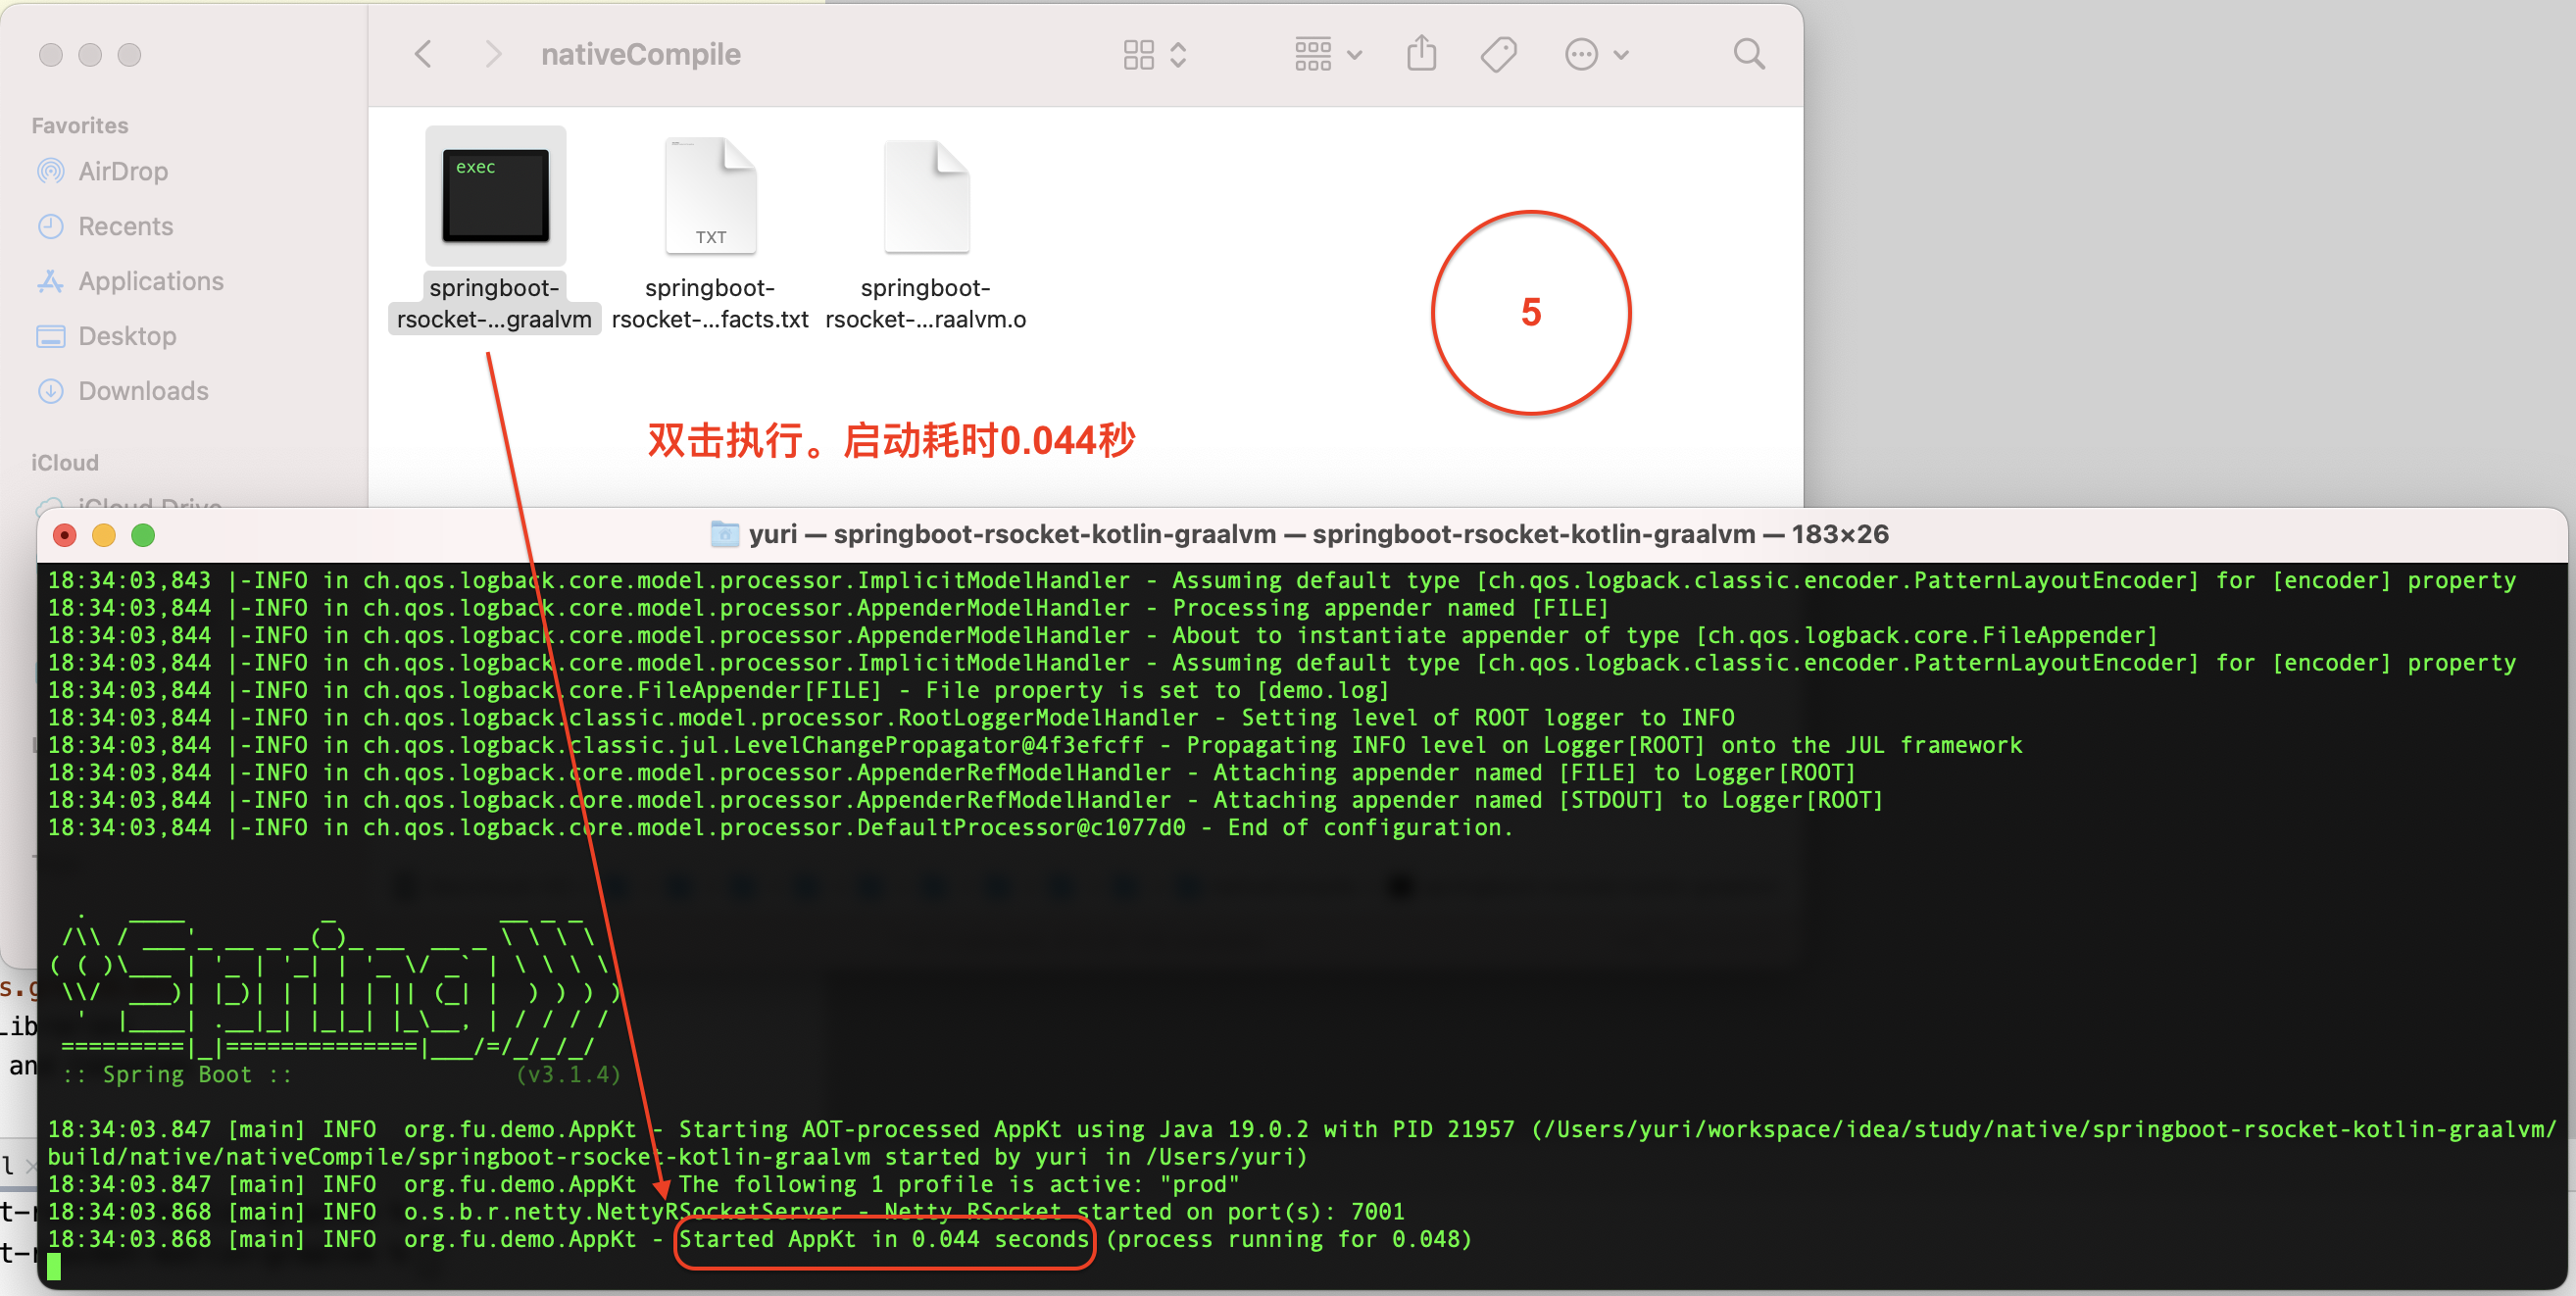 nativeCompile
Favorites
AirDrop
Recents
Applications
Desktop
Downloads
iCloud
iCloud Drive
exec
TXT
springboot-
rsocket-...graalvm
springboot-
rsocket-...facts.txt
springboot-
rsocket-...raalvm.o
5
双击执行。启动耗时0.044秒
yuri — springboot-rsocket-kotlin-graalvm — springboot-rsocket-kotlin-graalvm — 183×26
18:34:03,843 |-INFO in ch.qos.logback.core.model.processor.ImplicitModelHandler - Assuming default type [ch.qos.logback.classic.encoder.PatternLayoutEncoder] for [encoder] property
18:34:03,844 |-INFO in ch.qos.logback.core.model.processor.AppenderModelHandler - Processing appender named [FILE]
18:34:03,844 |-INFO in ch.qos.logback.core.model.processor.AppenderModelHandler - About to instantiate appender of type [ch.qos.logback.core.FileAppender]
18:34:03,844 |-INFO in ch.qos.logback.core.model.processor.ImplicitModelHandler - Assuming default type [ch.qos.logback.classic.encoder.PatternLayoutEncoder] for [encoder] property
18:34:03,844 |-INFO in ch.qos.logback.core.FileAppender[FILE] - File property is set to [demo.log]
18:34:03,844 |-INFO in ch.qos.logback.classic.model.processor.RootLoggerModelHandler - Setting level of ROOT logger to INFO
18:34:03,844 |-INFO in ch.qos.logback.classic.jul.LevelChangePropagator@4f3efcff - Propagating INFO level on Logger[ROOT] onto the JUL framework
18:34:03,844 |-INFO in ch.qos.logback.core.model.processor.AppenderRefModelHandler - Attaching appender named [FILE] to Logger[ROOT]
18:34:03,844 |-INFO in ch.qos.logback.core.model.processor.AppenderRefModelHandler - Attaching appender named [STDOUT] to Logger[ROOT]
18:34:03,844 |-INFO in ch.qos.logback.core.model.processor.DefaultProcessor@c1077d0 - End of configuration.
:: Spring Boot :: (v3.1.4)
18:34:03.847 [main] INFO org.fu.demo.AppKt - Starting AOT-processed AppKt using Java 19.0.2 with PID 21957 (/Users/yuri/workspace/idea/study/native/springboot-rsocket-kotlin-graalvm/
build/native/nativeCompile/springboot-rsocket-kotlin-graalvm started by yuri in /Users/yuri)
18:34:03.847 [main] INFO org.fu.demo.AppKt - The following 1 profile is active: "prod"
18:34:03.868 [main] INFO o.s.b.r.netty.NettyRSocketServer - Netty RSocket started on port(s): 7001
18:34:03.868 [main] INFO org.fu.demo.AppKt - Started AppKt in 0.044 seconds (process running for 0.048)